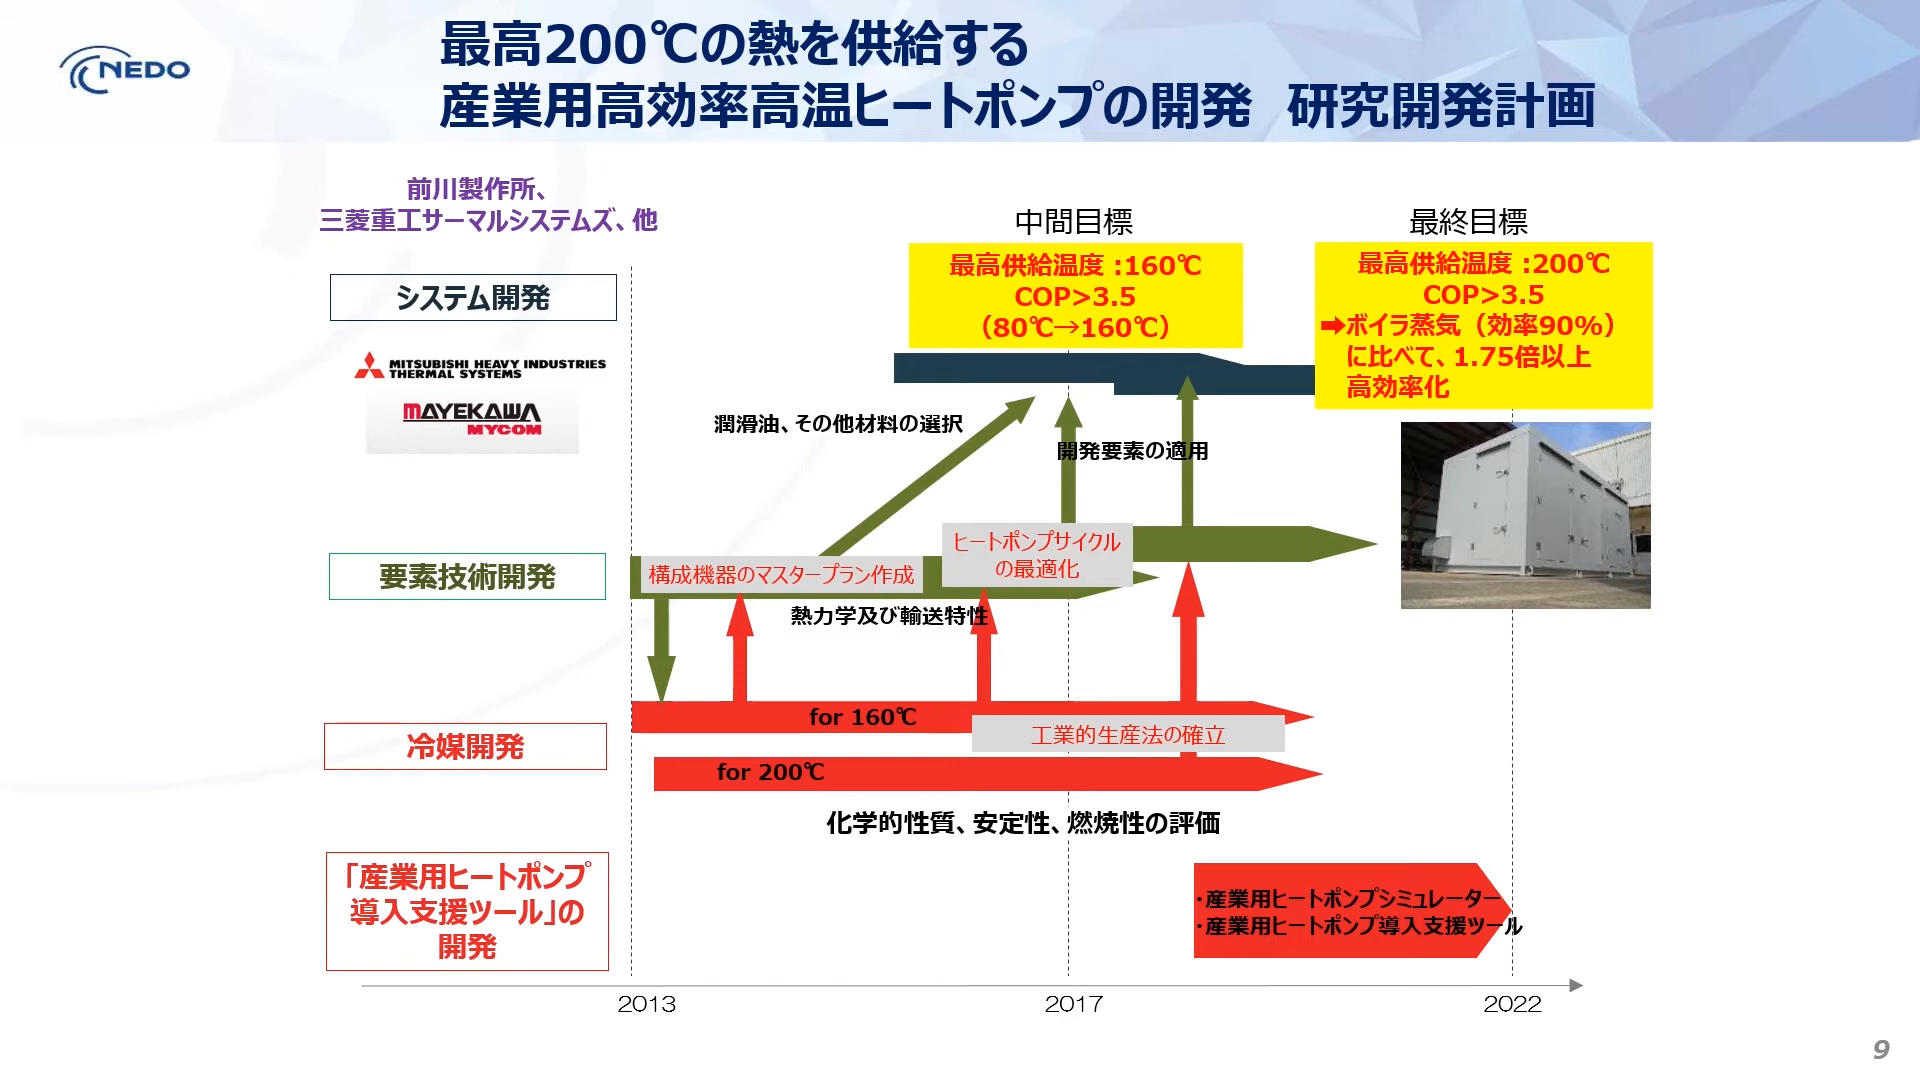 NEDO
最高200℃の熱を供給する
産業用高効率高温ヒートポンプの開発　研究開発計画
前川製作所、
三菱重工サーマルシステムズ、他
中間目標
最終目標
最高供給温度 :160℃
COP>3.5
（80℃→160℃）
最高供給温度 :200℃
COP>3.5
➡ボイラ蒸気（効率90%）
に比べて、1.75倍以上
高効率化
システム開発
MITSUBISHI HEAVY INDUSTRIES
THERMAL SYSTEMS
MAYEKAWA
MYCOM
潤滑油、その他材料の選択
開発要素の適用
要素技術開発
構成機器のマスタープラン作成
ヒートポンプサイクル
の最適化
熱力学及び輸送特性
冷媒開発
for 160℃
工業的生産法の確立
for 200℃
化学的性質、安定性、燃焼性の評価
「産業用ヒートポンプ
導入支援ツール」の
開発
・産業用ヒートポンプシミュレーター
・産業用ヒートポンプ導入支援ツール
2013
2017
2022
9